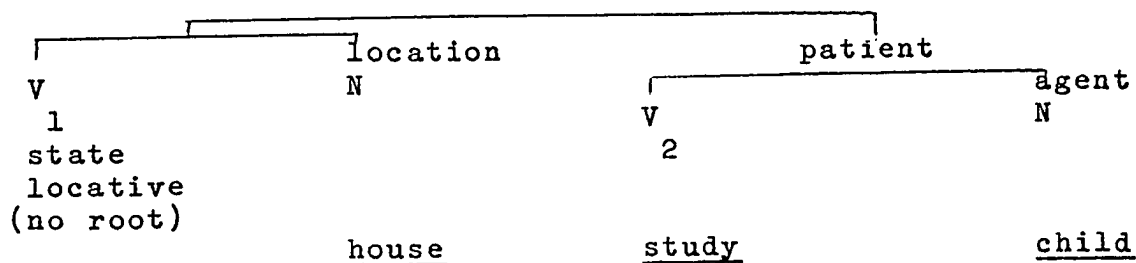 location patient
V N agent
1 V N
state 2
locative
(no root)
house study child